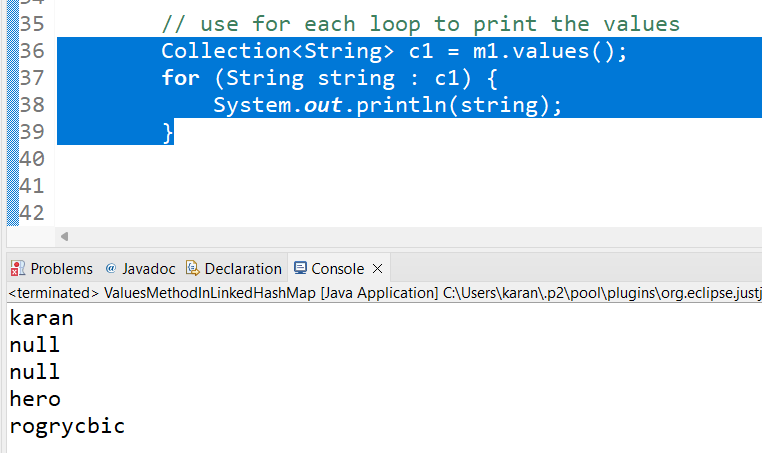 35 // use for each loop to print the values
36 Collection<String> c1 = m1.values();
37 for (String string : c1) {
38 System.out.println(string);
39 }
40
41
42
Problems @ Javadoc Declaration Console
<terminated> ValuesMethodInLinkedHashMap [Java Application] C:\Users\karan\.p2\pool\plugins\org.eclipse.justj
karan
null
null
hero
rogrycbic